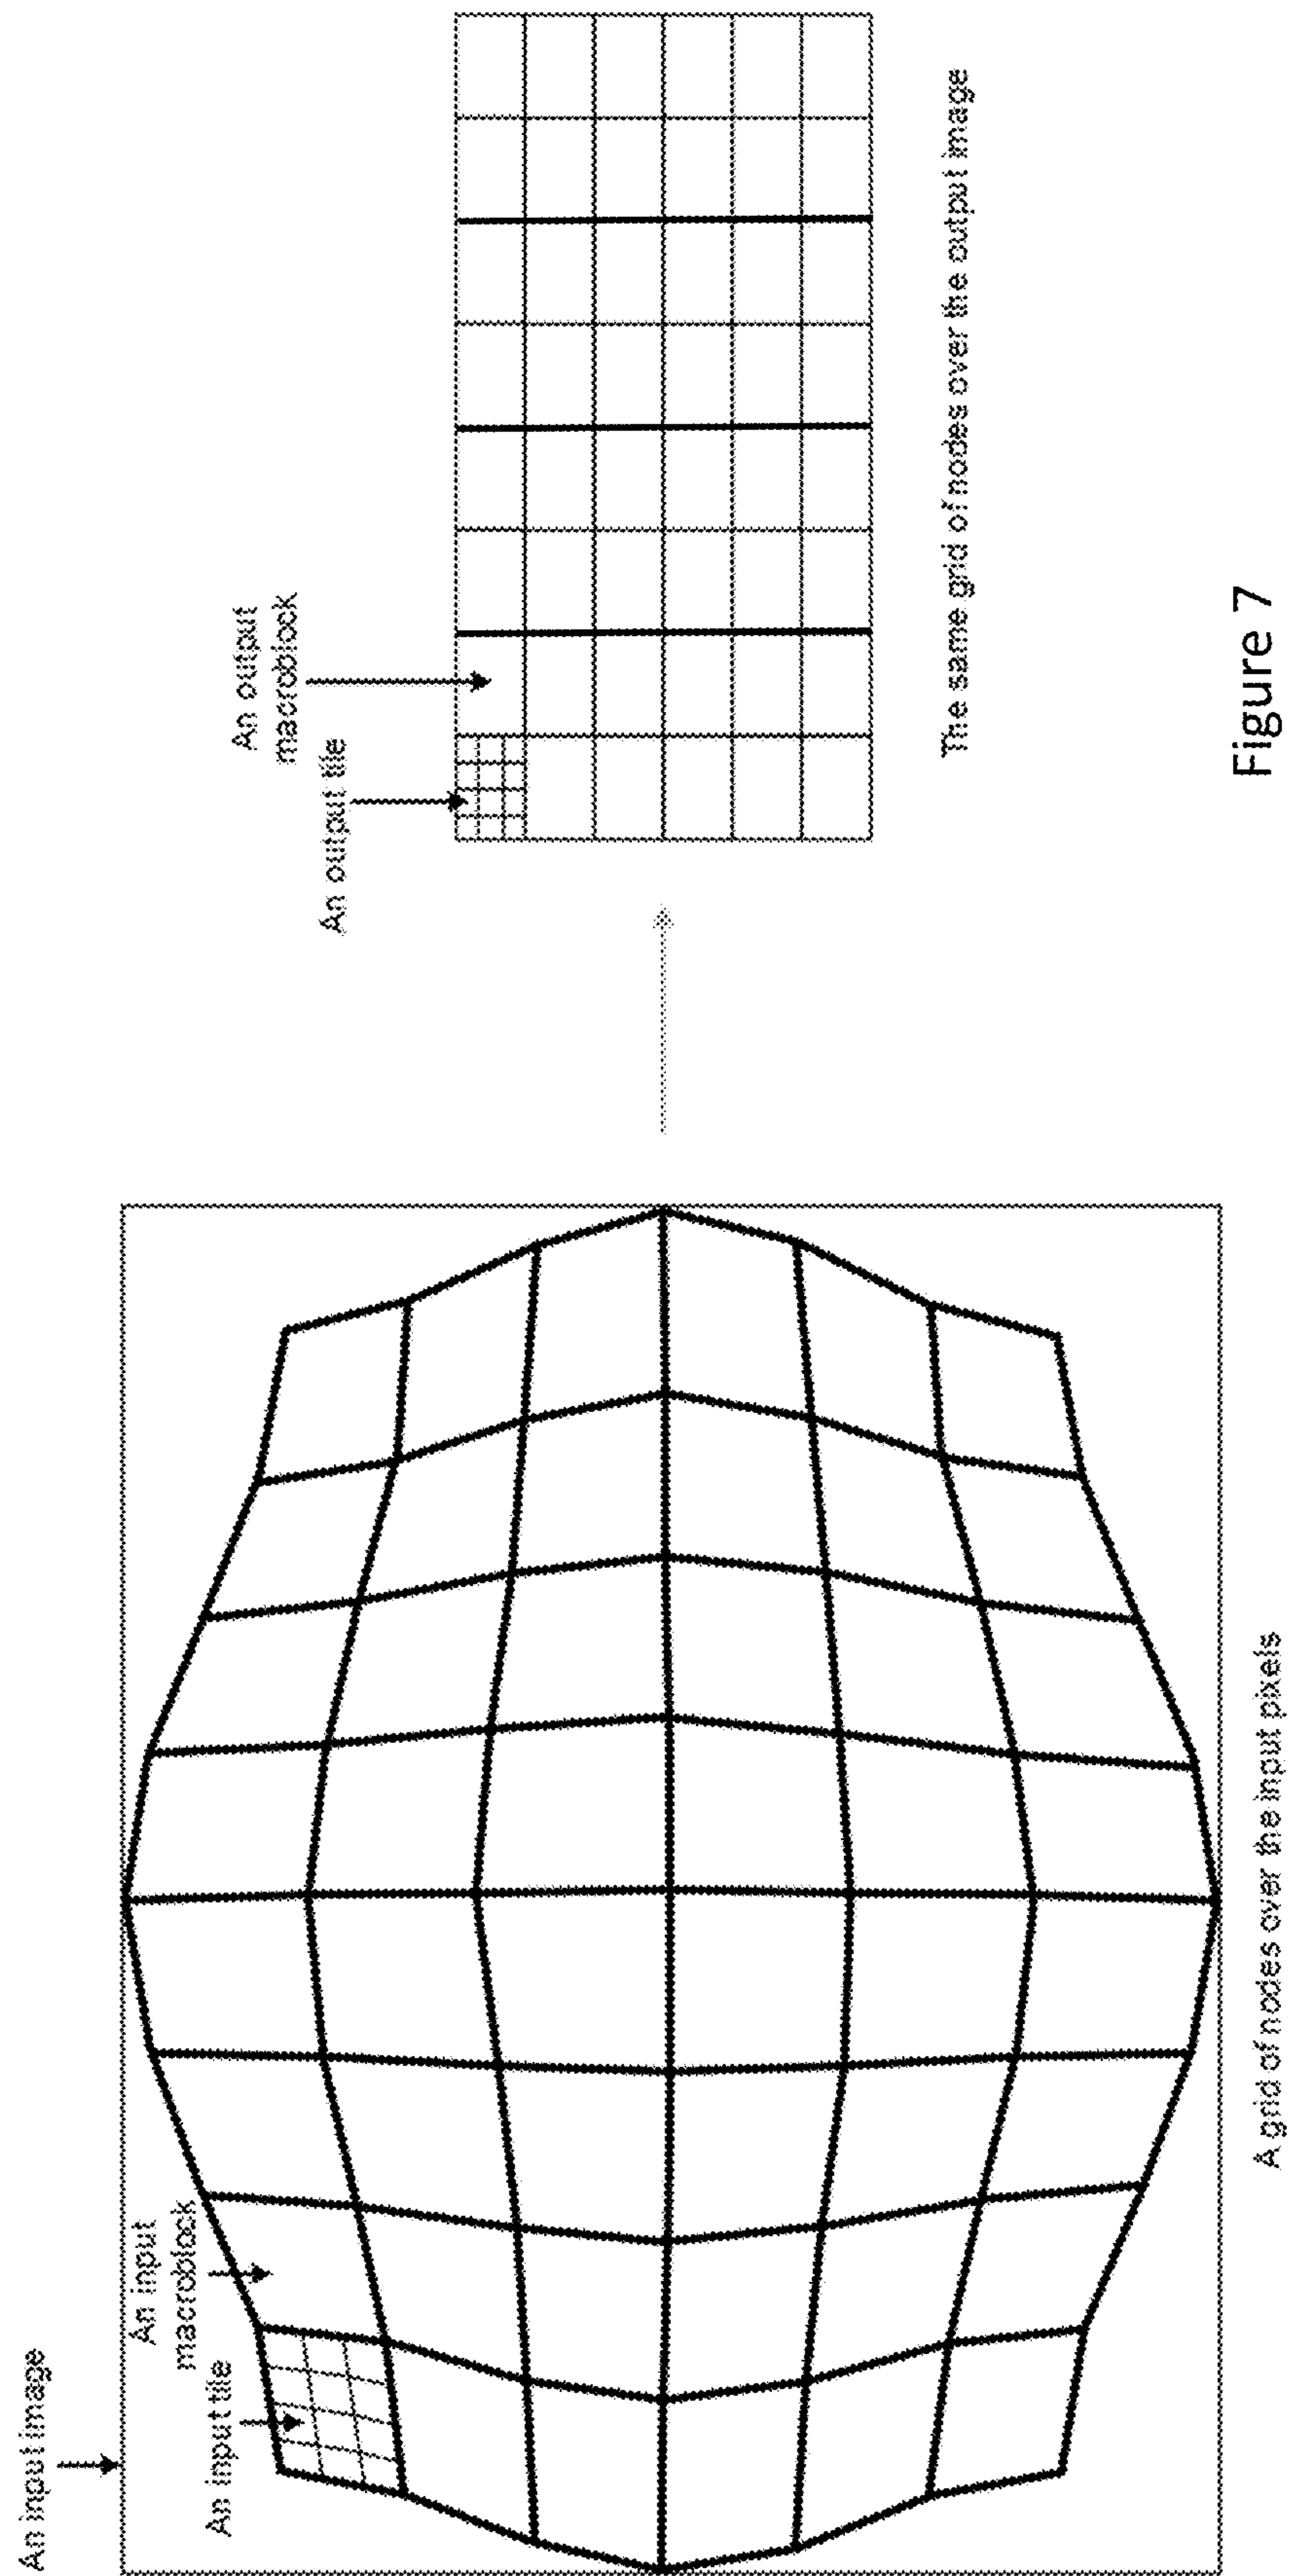 An input image
An input
macroblock
An input tile
A grid of nodes over the input pixels
An output
macroblock
An output tile
The same grid of nodes over the output image
Figure 7